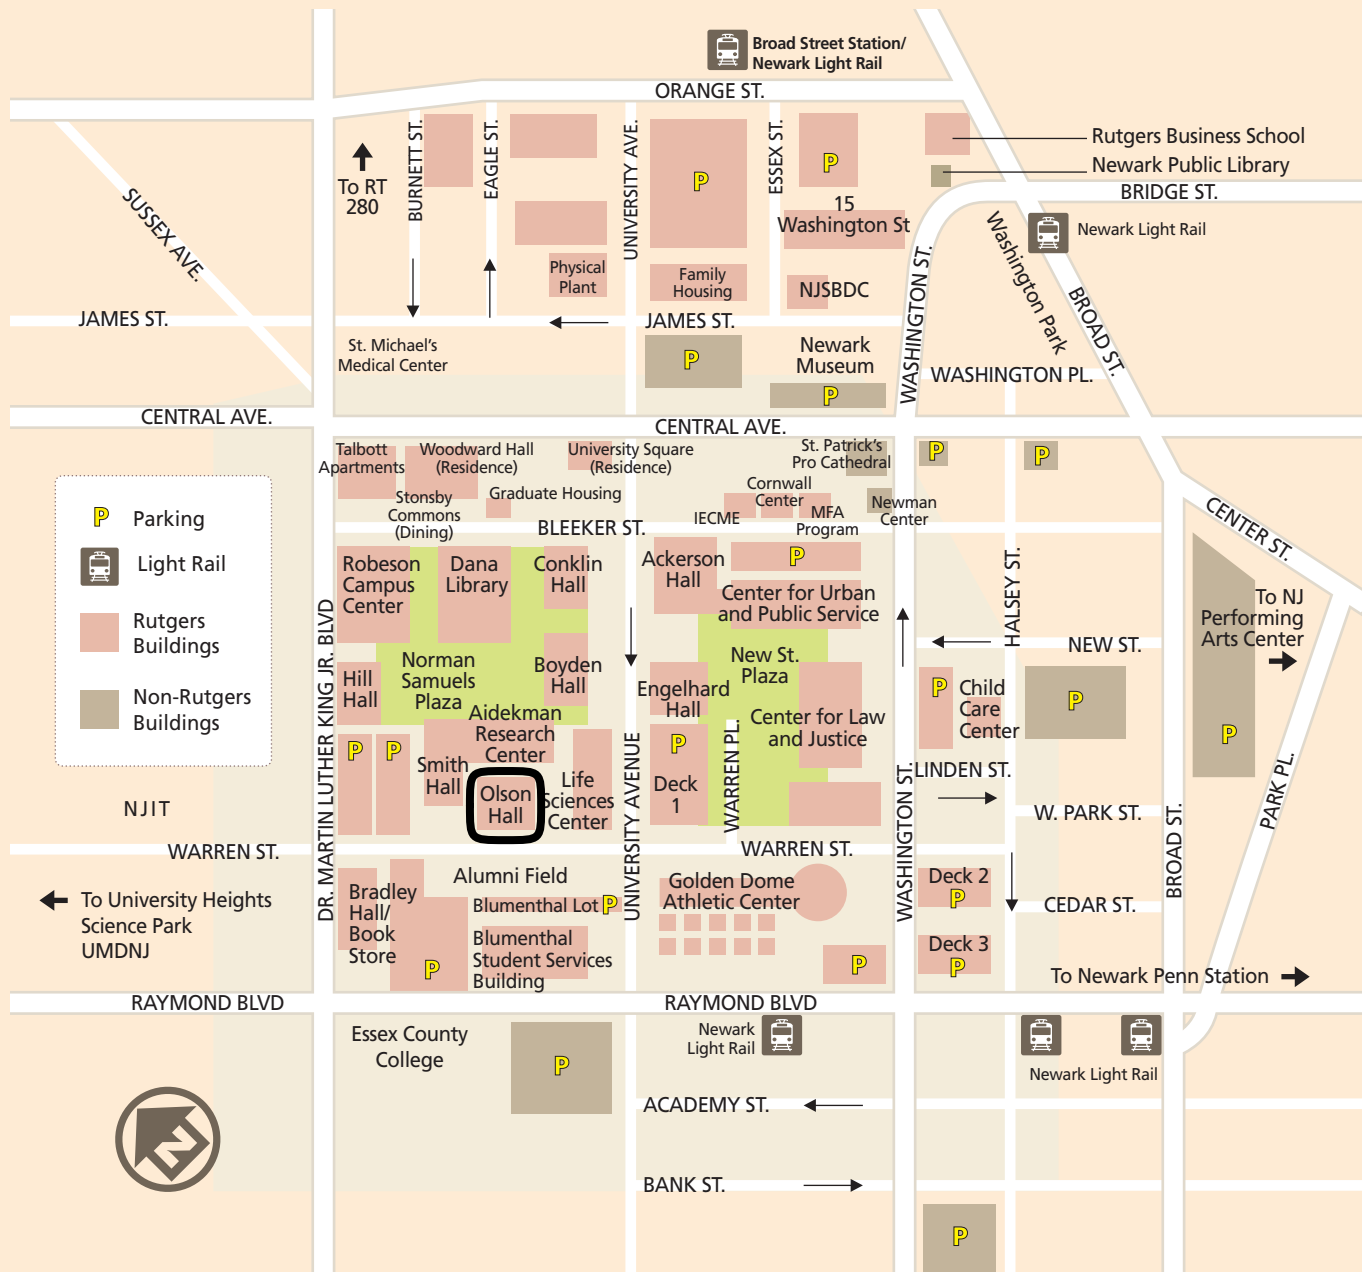 Broad Street Station/
Newark Light Rail
ORANGE ST.
To RT
280
BURNETT ST.
EAGLE ST.
UNIVERSITY AVE.
ESSEX ST.
P
P
15
Washington St
Rutgers Business School
Newark Public Library
BRIDGE ST.
Newark Light Rail
SUSSEX AVE.
Physical
Plant
Family
Housing
NJSBDC
WASHINGTON ST.
Washington Park
BROAD ST.
JAMES ST.
JAMES ST.
St. Michael's
Medical Center
P
Newark
Museum
P
WASHINGTON PL.
CENTRAL AVE.
CENTRAL AVE.
Talbott
Apartments
Woodward Hall
(Residence)
University Square
(Residence)
St. Patrick's
Pro Cathedral
P
P
Stonsby
Commons
(Dining)
Graduate Housing
Cornwall
Center
IECME
MFA
Program
Newman
Center
BLEEKER ST.
CENTER ST.
P
Parking
Light Rail
Rutgers
Buildings
Non-Rutgers
Buildings
Robeson
Campus
Center
Dana
Library
Conklin
Hall
Ackerson
Hall
P
Center for Urban
and Public Service
HALSEY ST.
To NJ
Performing
Arts Center
NEW ST.
DR. MARTIN LUTHER KING JR. BLVD
Hill
Hall
Norman
Samuels
Plaza
Boyden
Hall
Engelhard
Hall
New St.
Plaza
P
Child
Care
Center
P
P
Aidekman
Research
Center
P
P
Smith
Hall
Olson
Hall
Life
Sciences
Center
UNIVERSITY AVENUE
P
Deck
1
WARREN PL.
Center for Law
and Justice
LINDEN ST.
W. PARK ST.
PARK PL.
NJIT
WARREN ST.
WARREN ST.
WASHINGTON ST.
BROAD ST.
To University Heights
Science Park
UMDNJ
Bradley
Hall/
Book
Store
Alumni Field
Blumenthal Lot
P
Blumenthal
Student Services
Building
P
Golden Dome
Athletic Center
P
Deck 2
P
Deck 3
P
CEDAR ST.
To Newark Penn Station
RAYMOND BLVD
RAYMOND BLVD
Essex County
College
P
Newark
Light Rail
Newark Light Rail
N
ACADEMY ST.
BANK ST.
P